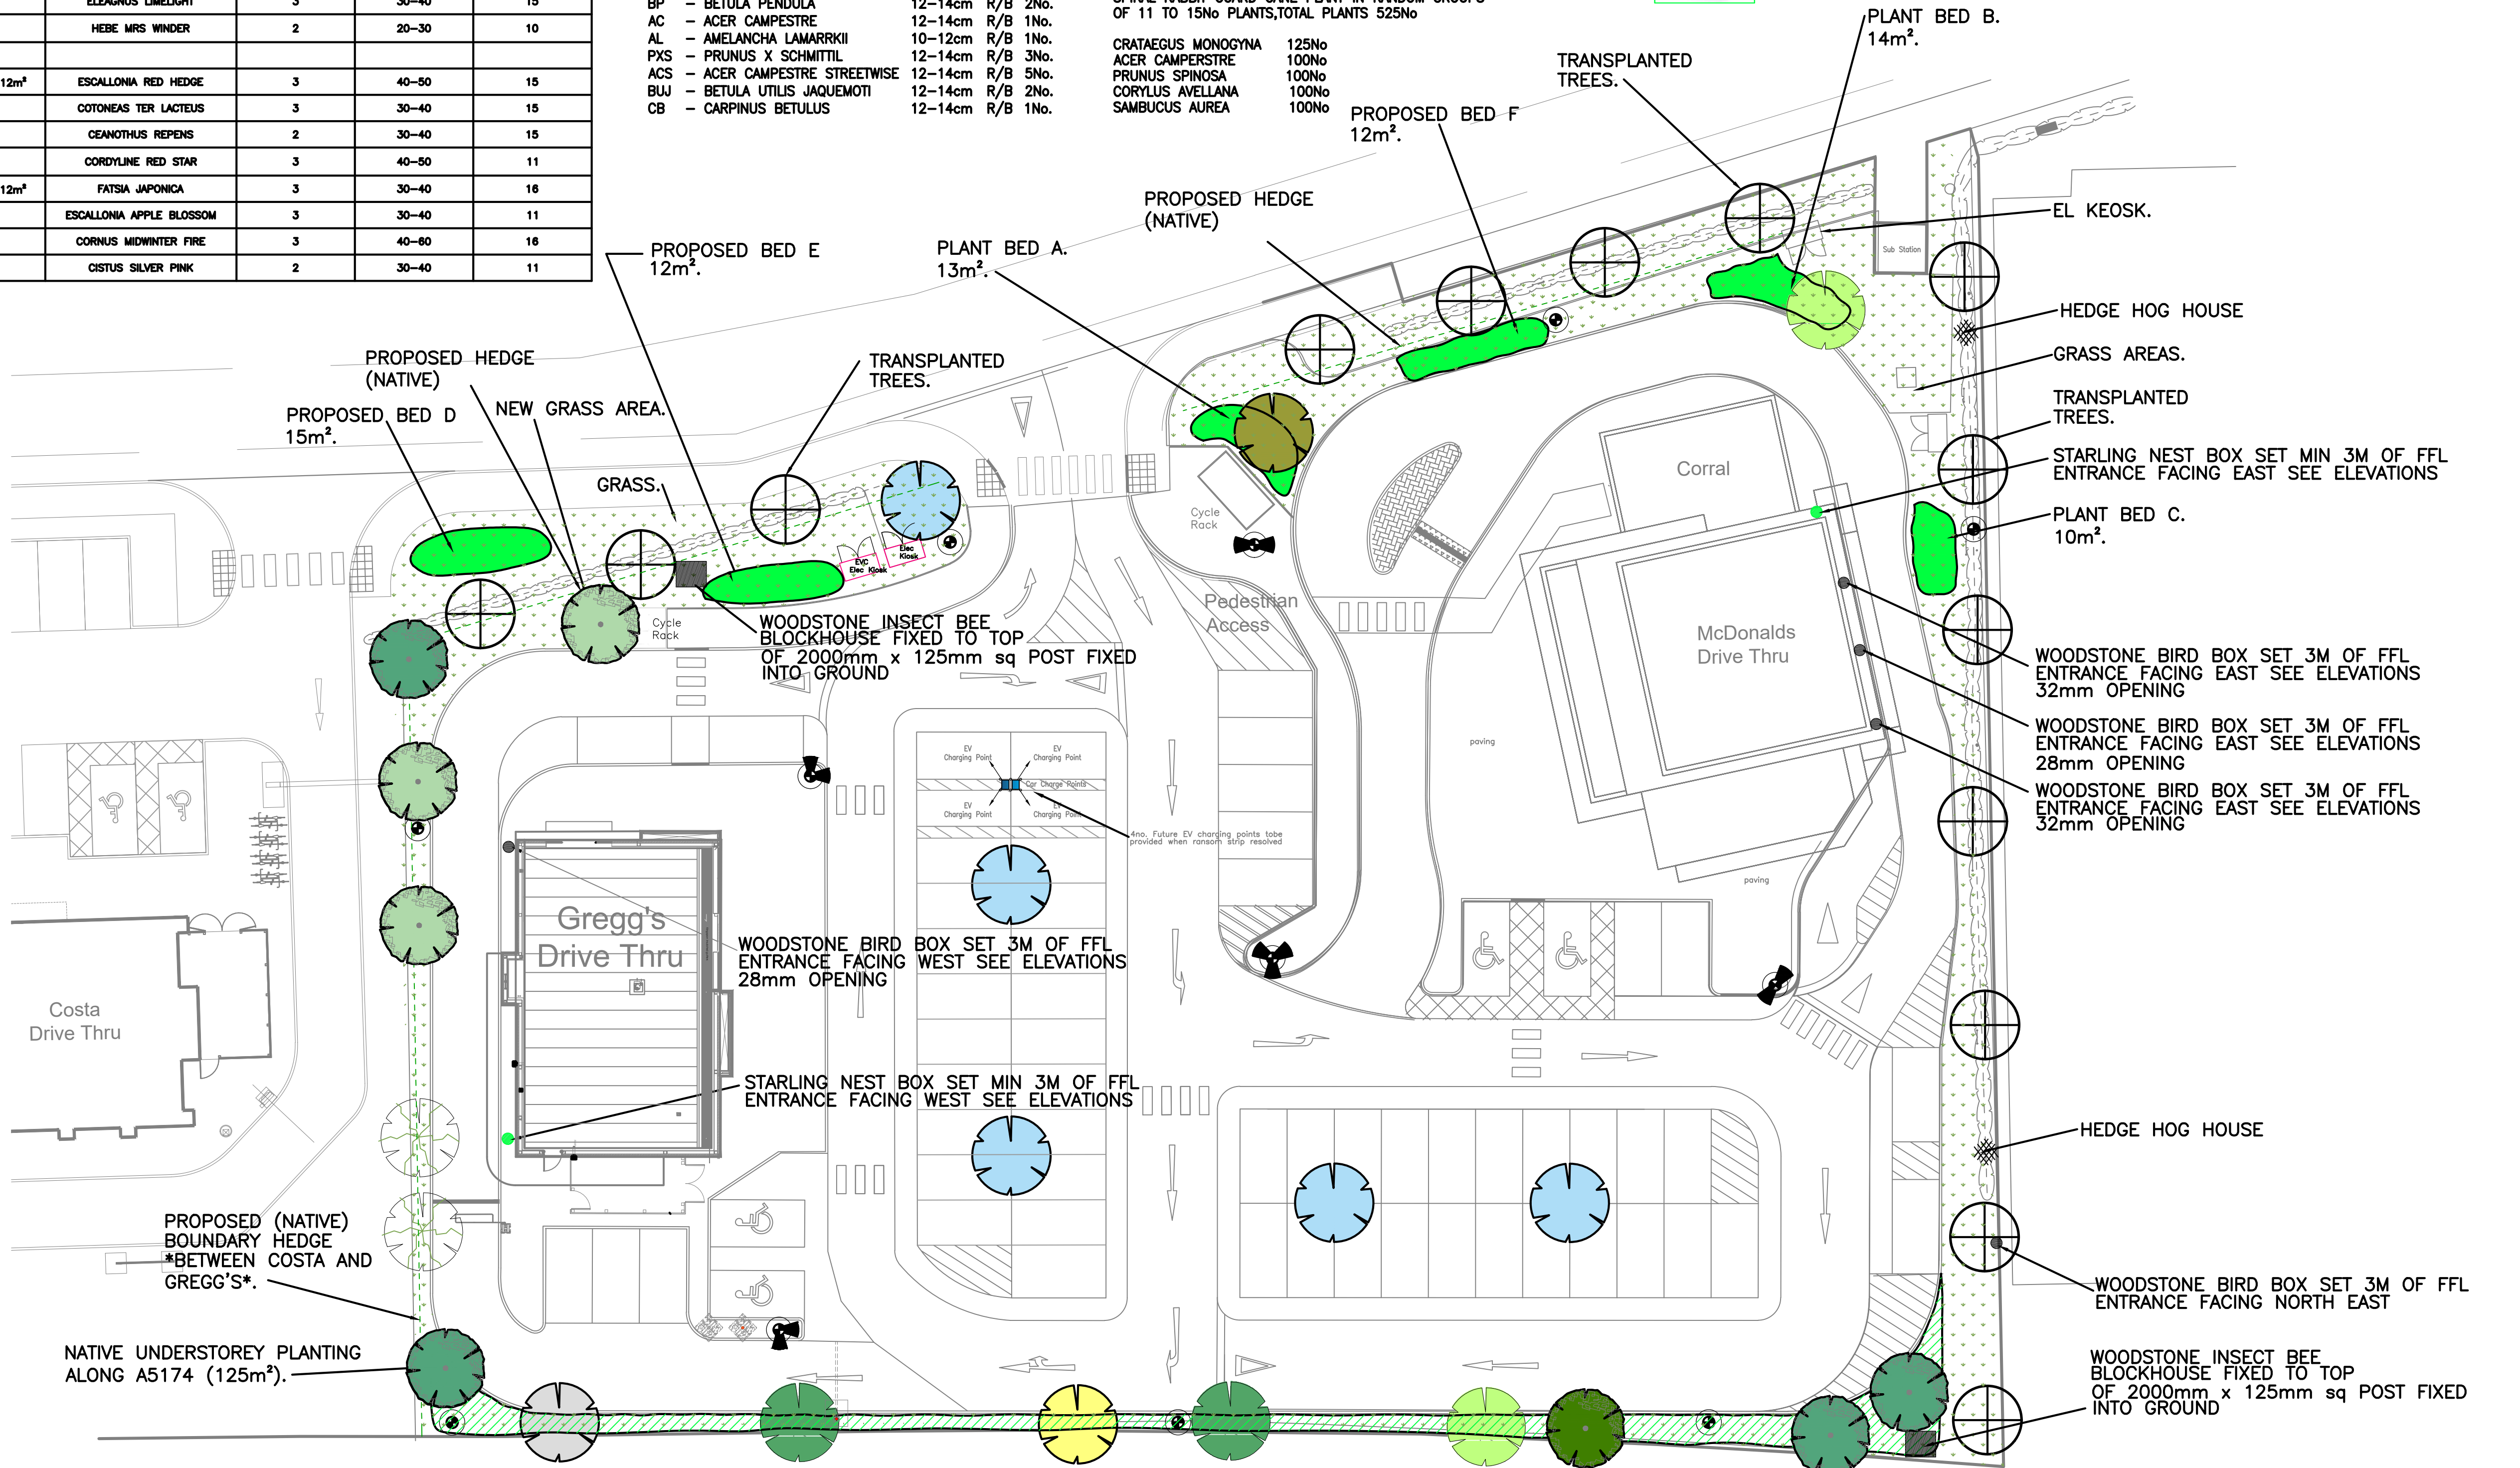 ELEAGNUS LIMELIGHT 3 30-40 15
HEBE MRS WINDER 2 20-30 10
12m² ESCALLONIA RED HEDGE 3 40-50 15
COTONEAS TER LACTEUS 3 30-40 15
CEANOTHUS REPENS 2 30-40 15
CORDYLINE RED STAR 3 40-50 11
12m² FATSIA JAPONICA 3 30-40 16
ESCALLONIA APPLE BLOSSOM 3 30-40 11
CORNUS MIDWINTER FIRE 3 40-60 16
CISTUS SILVER PINK 2 30-40 11
BP - BETULA PENDULA 12-14cm R/B 2No.
AC - ACER CAMPESTRE 12-14cm R/B 1No.
AL - AMELANCHA LAMARRKII 10-12cm R/B 1No.
PXS - PRUNUS X SCHMITTIL 12-14cm R/B 3No.
ACS - ACER CAMPESTRE STREETWISE 12-14cm R/B 5No.
BUJ - BETULA UTILIS JAQUEMOTI 12-14cm R/B 2No.
CB - CARPINUS BETULUS 12-14cm R/B 1No.
SPIRAL RABBIT GUARD CANE PLANT IN RANDOM GROUPS
OF 11 TO 15No PLANTS,TOTAL PLANTS 525No
CRATAEGUS MONOGYNA 125No
ACER CAMPERSTRE 100No
PRUNUS SPINOSA 100No
CORYLUS AVELLANA 100No
SAMBUCUS AUREA 100No
PLANT BED B.
14m².
TRANSPLANTED
TREES.
PROPOSED BED F
12m².
PROPOSED HEDGE
(NATIVE)
EL KEOSK.
Sub Station
PROPOSED BED E
12m².
PLANT BED A.
13m².
HEDGE HOG HOUSE
GRASS AREAS.
PROPOSED HEDGE
(NATIVE)
TRANSPLANTED
TREES.
TRANSPLANTED
TREES.
PROPOSED BED D
15m².
NEW GRASS AREA.
STARLING NEST BOX SET MIN 3M OF FFL
ENTRANCE FACING EAST SEE ELEVATIONS
Corral
GRASS.
PLANT BED C.
10m².
Cycle
Rack
Elec
Kiosk
EVC
Elec Kiosk
Pedestrian
Access
Cycle
Rack
WOODSTONE INSECT BEE
BLOCKHOUSE FIXED TO TOP
OF 2000mm x 125mm sq POST FIXED
INTO GROUND
McDonalds
Drive Thru
WOODSTONE BIRD BOX SET 3M OF FFL
ENTRANCE FACING EAST SEE ELEVATIONS
32mm OPENING
WOODSTONE BIRD BOX SET 3M OF FFL
ENTRANCE FACING EAST SEE ELEVATIONS
28mm OPENING
WOODSTONE BIRD BOX SET 3M OF FFL
ENTRANCE FACING EAST SEE ELEVATIONS
32mm OPENING
paving
EV
Charging Point
EV
Charging Point
Car Charge Points
EV
Charging Point
EV
Charging Point
4no. Future EV charging points tobe
provided when ransom strip resolved
paving
Gregg's
Drive Thru
WOODSTONE BIRD BOX SET 3M OF FFL
ENTRANCE FACING WEST SEE ELEVATIONS
28mm OPENING
Costa
Drive Thru
STARLING NEST BOX SET MIN 3M OF FFL
ENTRANCE FACING WEST SEE ELEVATIONS
HEDGE HOG HOUSE
PROPOSED (NATIVE)
BOUNDARY HEDGE
*BETWEEN COSTA AND
GREGG'S*.
WOODSTONE BIRD BOX SET 3M OF FFL
ENTRANCE FACING NORTH EAST
NATIVE UNDERSTOREY PLANTING
ALONG A5174 (125m²).
WOODSTONE INSECT BEE
BLOCKHOUSE FIXED TO TOP
OF 2000mm x 125mm sq POST FIXED
INTO GROUND